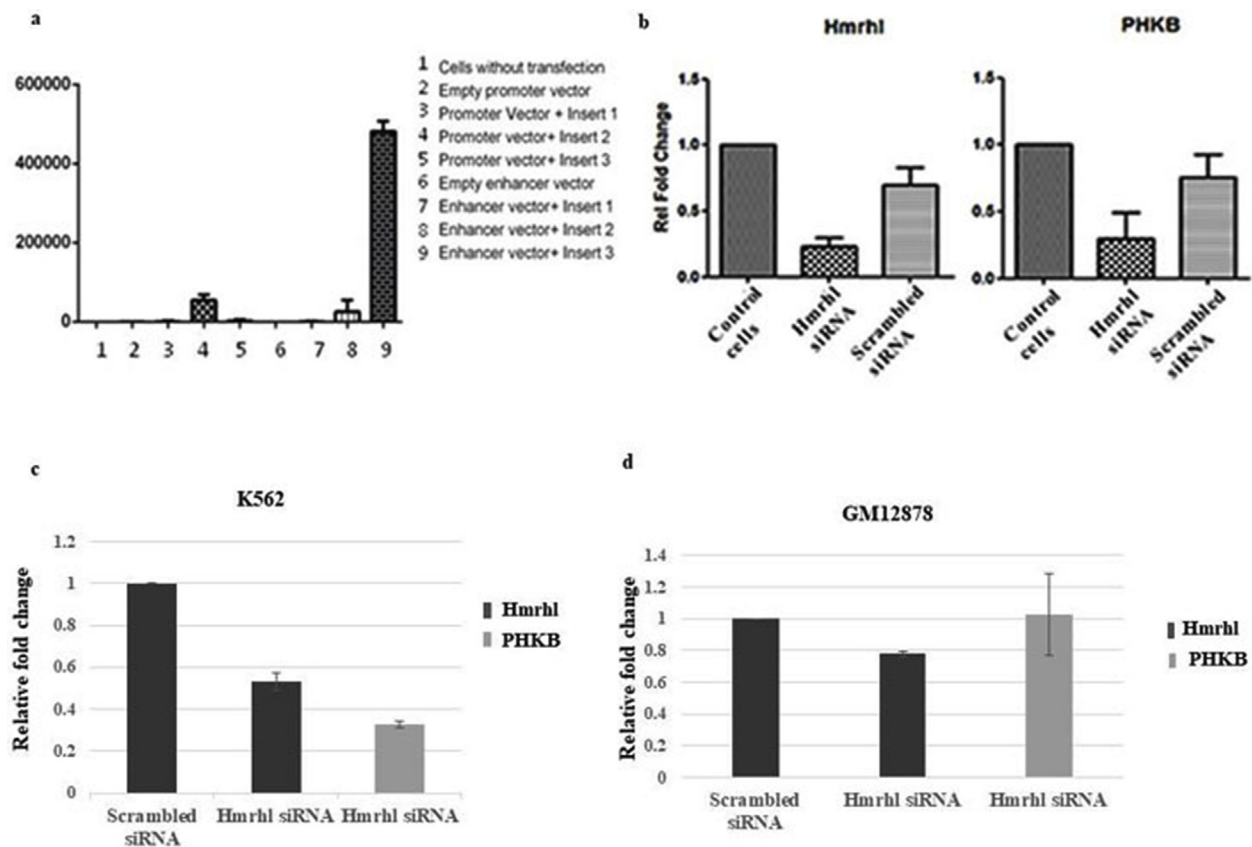 a
600000
400000
200000
0
1 2 3 4 5 6 7 8 9
1 Cells without transfection
2 Empty promoter vector
3 Promoter Vector + Insert 1
4 Promoter vector+ Insert 2
5 Promoter vector+ Insert 3
6 Empty enhancer vector
7 Enhancer vector+ Insert 1
8 Enhancer vector+ Insert 2
9 Enhancer vector+ Insert 3
b
Hmrhl
Rel Fold Change
1.5
1.0
0.5
0.0
Control
cells
Hmrhl
siRNA
Scrambled
siRNA
PHKB
1.5
1.0
0.5
0.0
Control
cells
Hmrhl
siRNA
Scrambled
siRNA
c
K562
Relative fold change
1.2
1
0.8
0.6
0.4
0.2
0
Scrambled
siRNA
Hmrhl siRNA
Hmrhl siRNA
Hmrhl
PHKB
d
GM12878
Relative fold change
1.4
1.2
1
0.8
0.6
0.4
0.2
0
Scrambled
siRNA
Hmrhl siRNA
Hmrhl siRNA
Hmrhl
PHKB